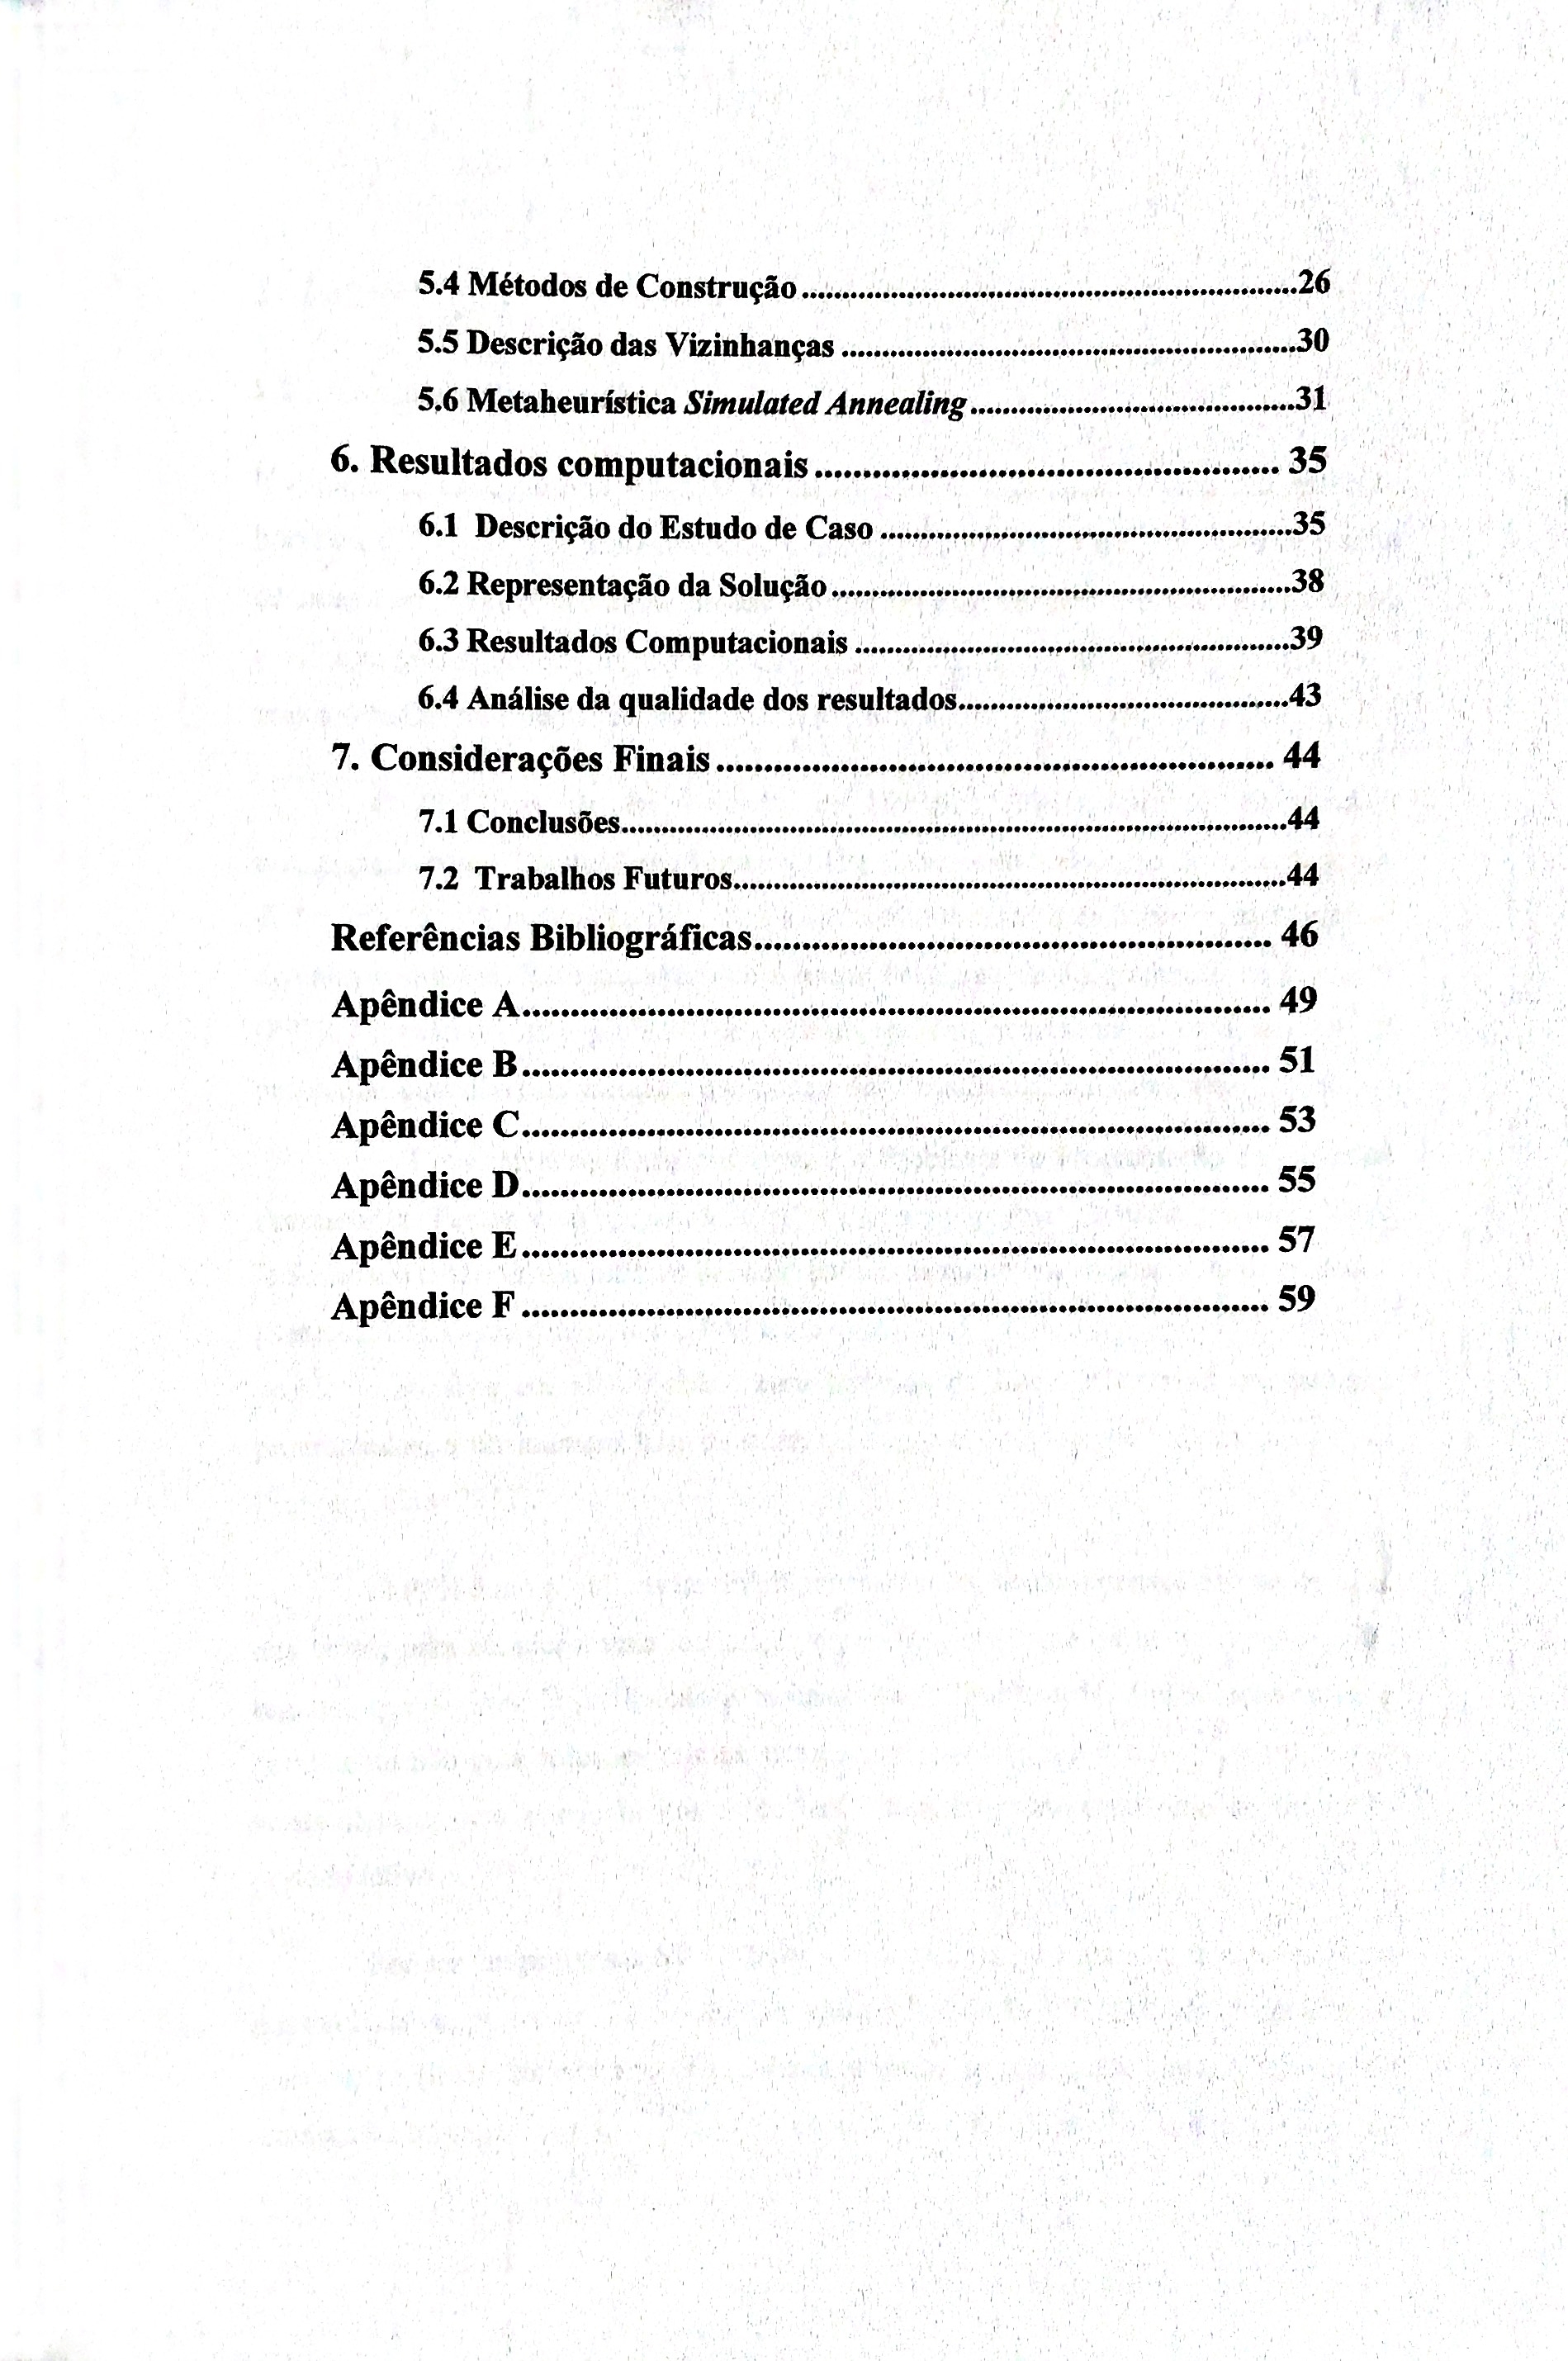 5.4 Métodos de Construção..........26
5.5 Descrição das Vizinhanças..........30
5.6 Metaheurística Simulated Annealing..........31
6. Resultados computacionais.......... 35
6.1 Descrição do Estudo de Caso..........35
6.2 Representação da Solução..........38
6.3 Resultados Computacionais..........39
6.4 Análise da qualidade dos resultados..........43
7. Considerações Finais.......... 44
7.1 Conclusões..........44
7.2 Trabalhos Futuros..........44
Referências Bibliográficas.......... 46
Apêndice A.......... 49
Apêndice B.......... 51
Apêndice C.......... 53
Apêndice D.......... 55
Apêndice E.......... 57
Apêndice F.......... 59